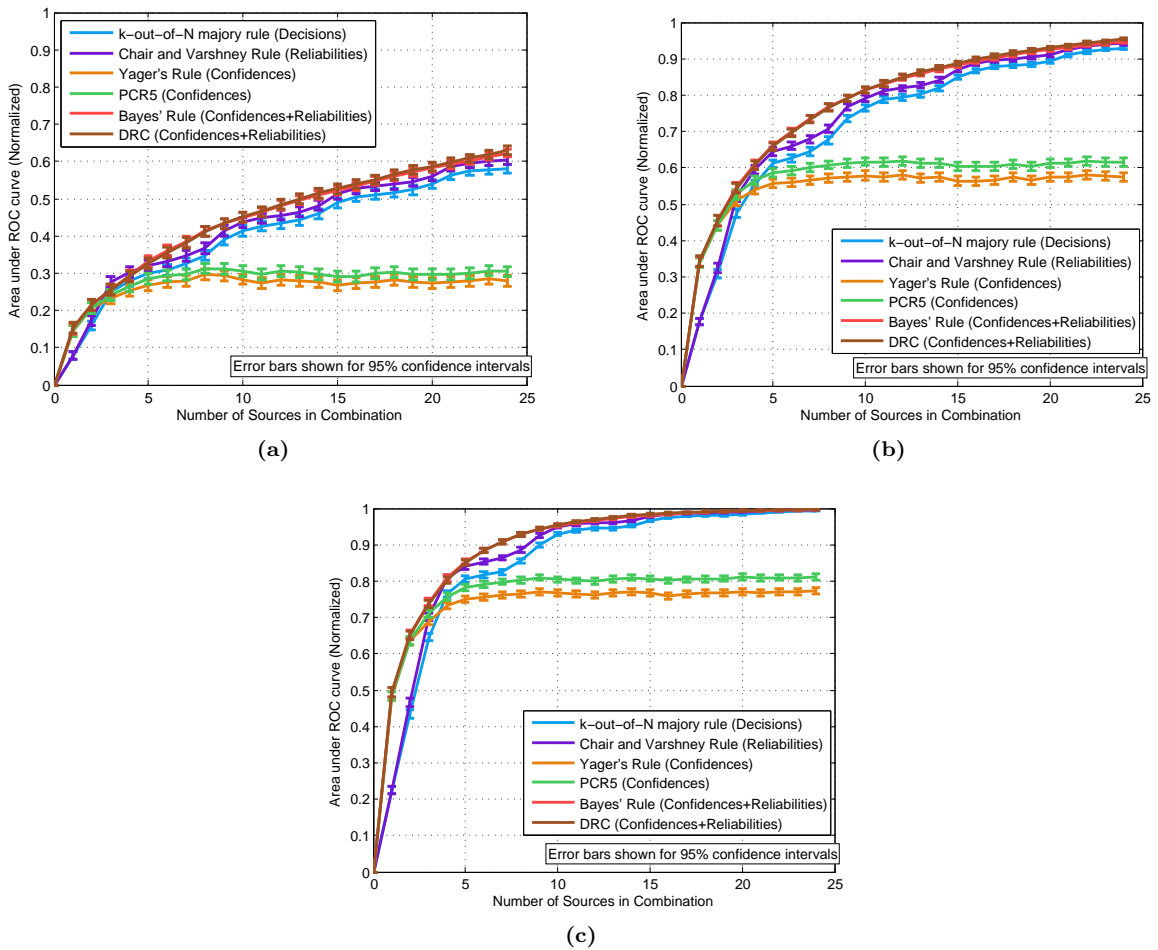 1
0.9
0.8
0.7
0.6
0.5
0.4
0.3
0.2
0.1
0
Area under ROC curve (Normalized)
k−out−of−N majory rule (Decisions)
Chair and Varshney Rule (Reliabilities)
Yager's Rule (Confidences)
PCR5 (Confidences)
Bayes' Rule (Confidences+Reliabilities)
DRC (Confidences+Reliabilities)
Error bars shown for 95% confidence intervals
0 5 10 15 20 25
Number of Sources in Combination
(a)
1
0.9
0.8
0.7
0.6
0.5
0.4
0.3
0.2
0.1
0
Area under ROC curve (Normalized)
k−out−of−N majory rule (Decisions)
Chair and Varshney Rule (Reliabilities)
Yager's Rule (Confidences)
PCR5 (Confidences)
Bayes' Rule (Confidences+Reliabilities)
DRC (Confidences+Reliabilities)
Error bars shown for 95% confidence intervals
0 5 10 15 20 25
Number of Sources in Combination
(b)
1
0.9
0.8
0.7
0.6
0.5
0.4
0.3
0.2
0.1
0
Area under ROC curve (Normalized)
k−out−of−N majory rule (Decisions)
Chair and Varshney Rule (Reliabilities)
Yager's Rule (Confidences)
PCR5 (Confidences)
Bayes' Rule (Confidences+Reliabilities)
DRC (Confidences+Reliabilities)
Error bars shown for 95% confidence intervals
0 5 10 15 20 25
Number of Sources in Combination
(c)